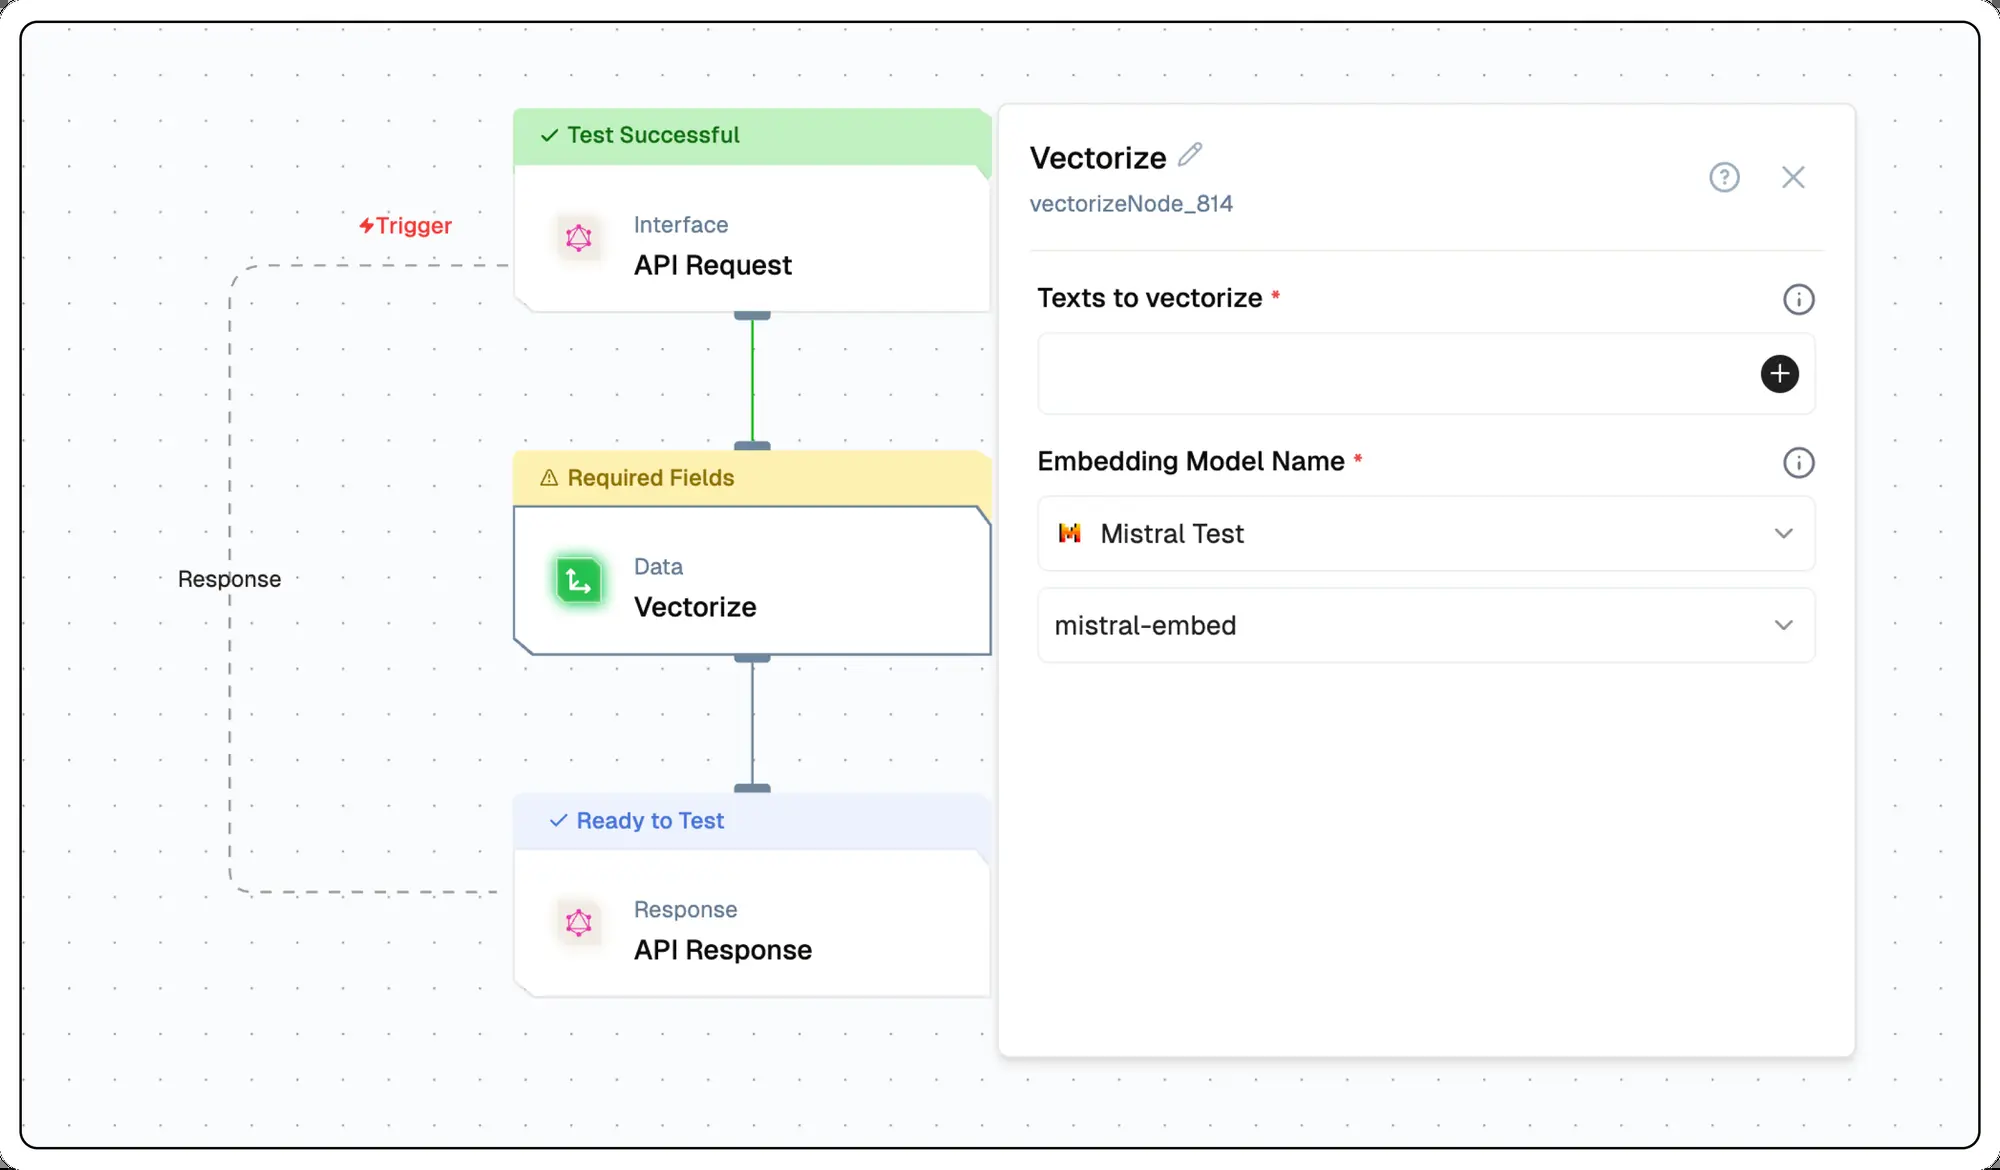 Test Successful
Trigger
Interface
API Request
Required Fields
Data
Vectorize
Response
Ready to Test
Response
API Response
Vectorize
vectorizeNode_814
Texts to vectorize *
Embedding Model Name *
Mistral Test
mistral-embed